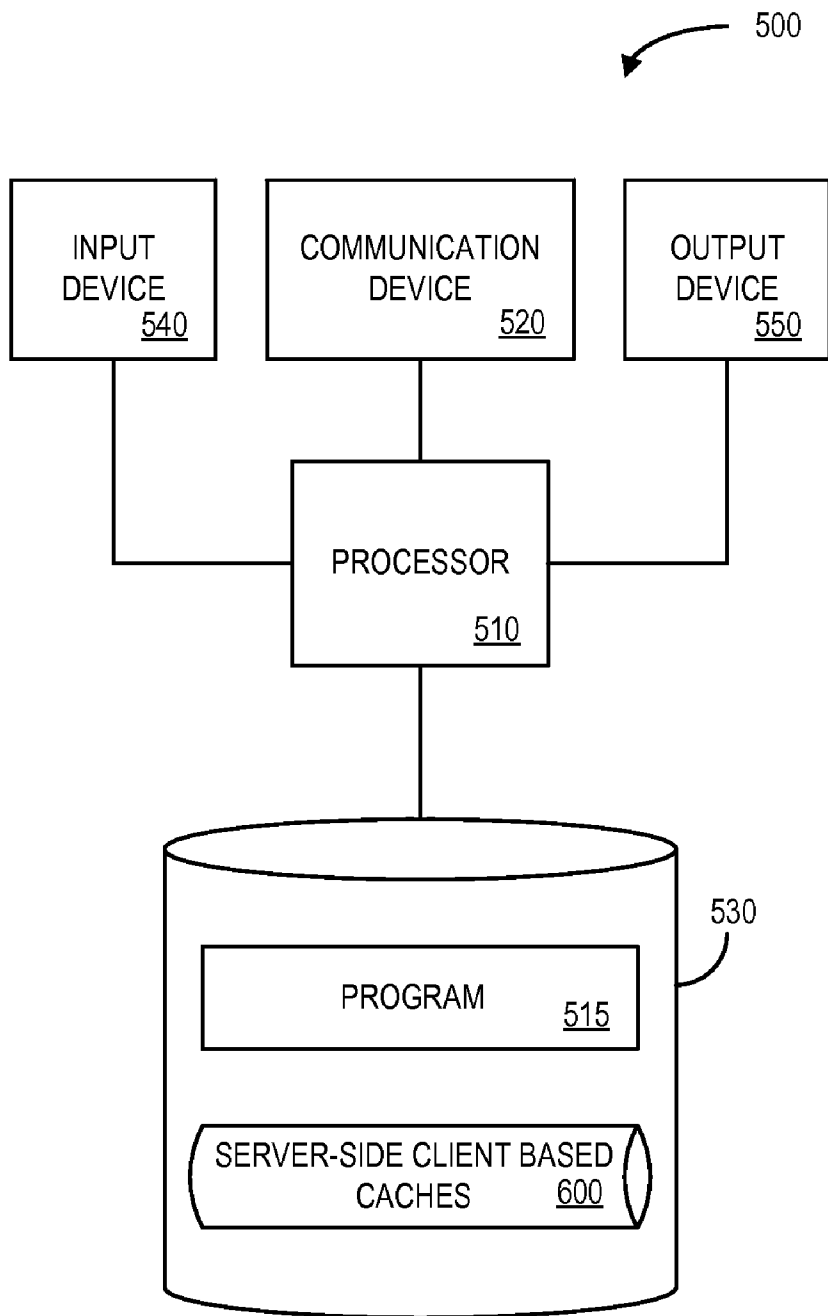 500
INPUT
DEVICE
540
COMMUNICATION
DEVICE
520
OUTPUT
DEVICE
550
PROCESSOR
510
530
PROGRAM
515
SERVER-SIDE CLIENT BASED
CACHES 600